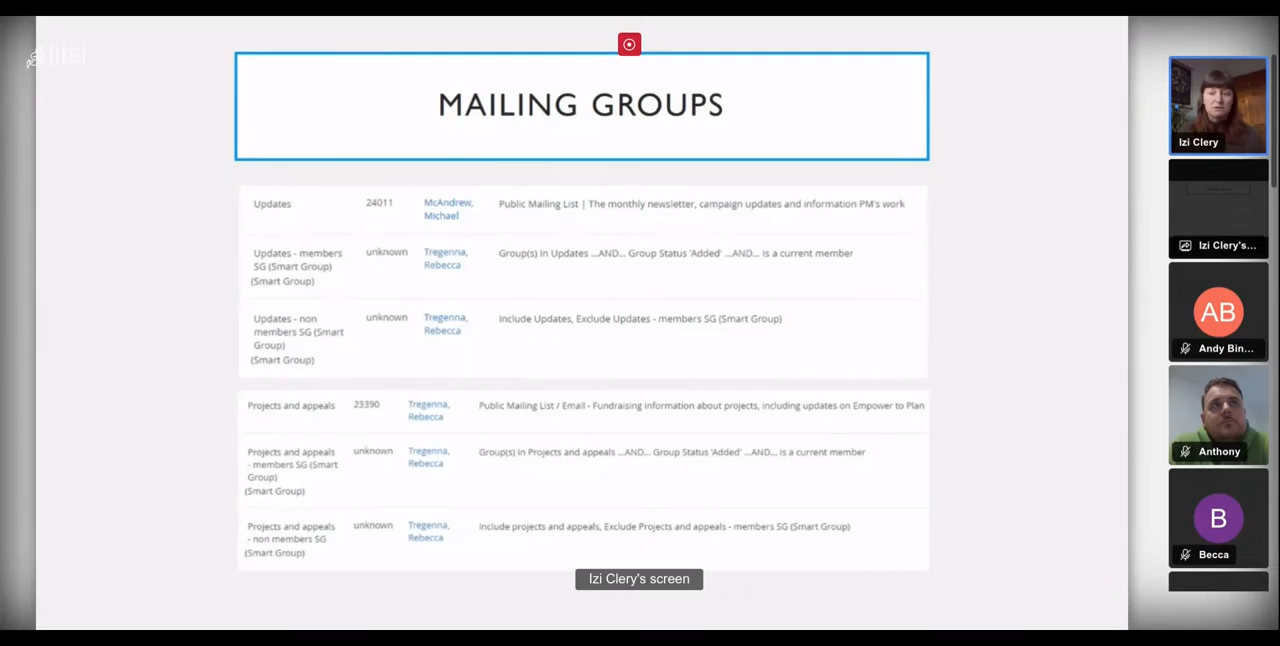 jitsi
MAILING GROUPS
Updates 24011 McAndrew, Public Mailing List | The monthly newsletter, campaign updates and information PM's work
Michael
Updates - members unknown Tregenna, Group(s) in Updates ...AND... Group Status 'Added' ...AND... Is a current member
SG (Smart Group) Rebecca
(Smart Group)
Updates - non unknown Tregenna, Include Updates, Exclude Updates - members SG (Smart Group)
members SG (Smart Rebecca
Group)
(Smart Group)
Projects and appeals 23390 Tregenna, Public Mailing List / Email - Fundraising information about projects, including updates on Empower to Plan
Rebecca
Projects and appeals unknown Tregenna, Group(s) in Projects and appeals ...AND... Group Status 'Added' ...AND... Is a current member
- members SG (Smart Rebecca
Group)
(Smart Group)
Projects and appeals unknown Tregenna, Include projects and appeals, Exclude Projects and appeals - members SG (Smart Group)
- non members SG Rebecca
(Smart Group)
Izi Clery's screen
Izi Clery
Izi Clery's...
AB
Andy Bin...
Anthony
B
Becca